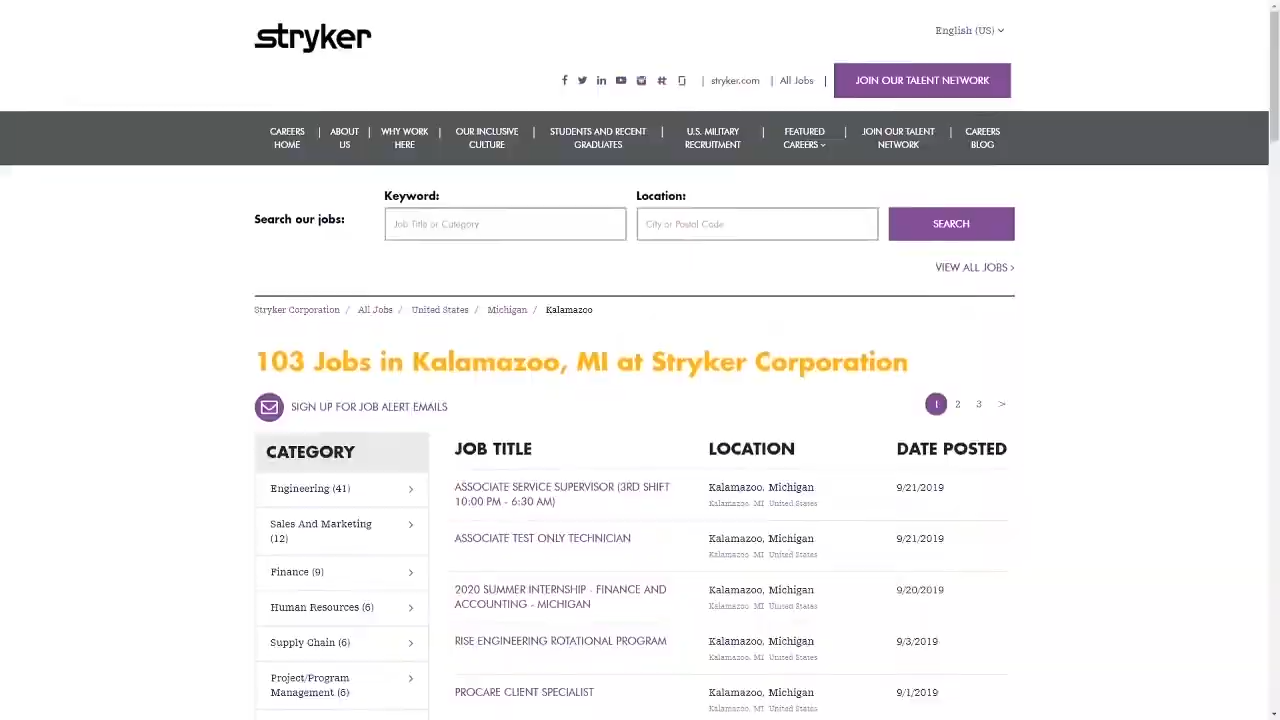 stryker
English (US)
stryker.com | All Jobs | JOIN OUR TALENT NETWORK
CAREERS HOME | ABOUT US | WHY WORK HERE | OUR INCLUSIVE CULTURE | STUDENTS AND RECENT GRADUATES | U.S. MILITARY RECRUITMENT | FEATURED CAREERS | JOIN OUR TALENT NETWORK | CAREERS BLOG
Keyword: Location:
Search our jobs: Job Title or Category City or Postal Code SEARCH
VIEW ALL JOBS >
Stryker Corporation / All Jobs / United States / Michigan / Kalamazoo
103 Jobs in Kalamazoo, MI at Stryker Corporation
SIGN UP FOR JOB ALERT EMAILS 1 2 3 >
CATEGORY
Engineering (41)
Sales And Marketing
(12)
Finance (9)
Human Resources (6)
Supply Chain (6)
Project/Program
Management (6)
JOB TITLE LOCATION DATE POSTED
ASSOCIATE SERVICE SUPERVISOR (3RD SHIFT Kalamazoo, Michigan 9/21/2019
10:00 PM - 6:30 AM) Kalamazoo MI United States
ASSOCIATE TEST ONLY TECHNICIAN Kalamazoo, Michigan 9/21/2019
Kalamazoo MI United States
2020 SUMMER INTERNSHIP - FINANCE AND Kalamazoo, Michigan 9/20/2019
ACCOUNTING - MICHIGAN Kalamazoo MI United States
RISE ENGINEERING ROTATIONAL PROGRAM Kalamazoo, Michigan 9/3/2019
Kalamazoo, MI United States
PROCARE CLIENT SPECIALIST Kalamazoo, Michigan 9/1/2019
Kalamazoo MI United States